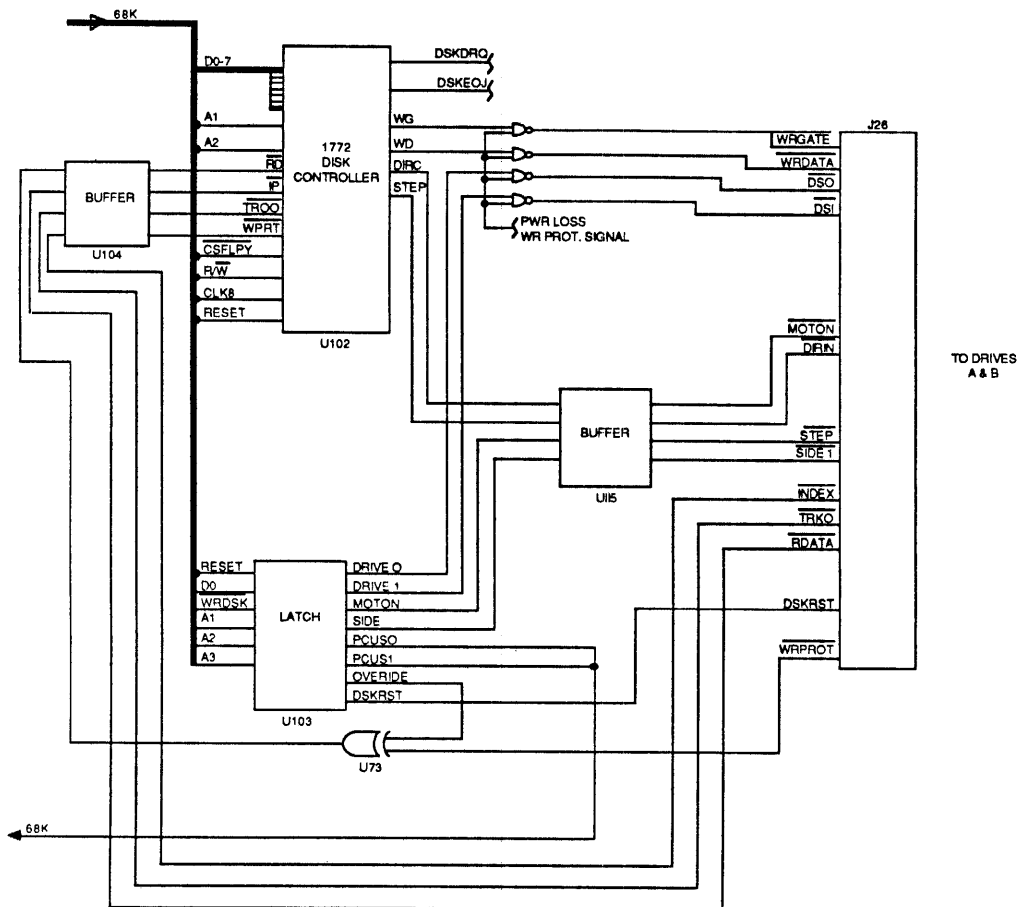 68K
D0-7
A1
A2
RD
IP
TROO
WPRT
CSFLPY
R/W
CLK8
RESET
1772
DISK
CONTROLLER
U102
DSKDRQ
DSKEOJ
WG
WD
DIRC
STEP
BUFFER
U104
PWR LOSS
WR PROT. SIGNAL
J26
WRGATE
WRDATA
DSO
DSI
MOTON
DIRIN
STEP
SIDE 1
INDEX
TRKO
RDATA
DSKRST
WRPROT
TO DRIVES
A & B
BUFFER
U115
RESET
D0
WRDSK
A1
A2
A3
LATCH
U103
DRIVE O
DRIVE 1
MOTON
SIDE
PCUSO
PCUS1
OVERRIDE
DSKRST
U73
68K